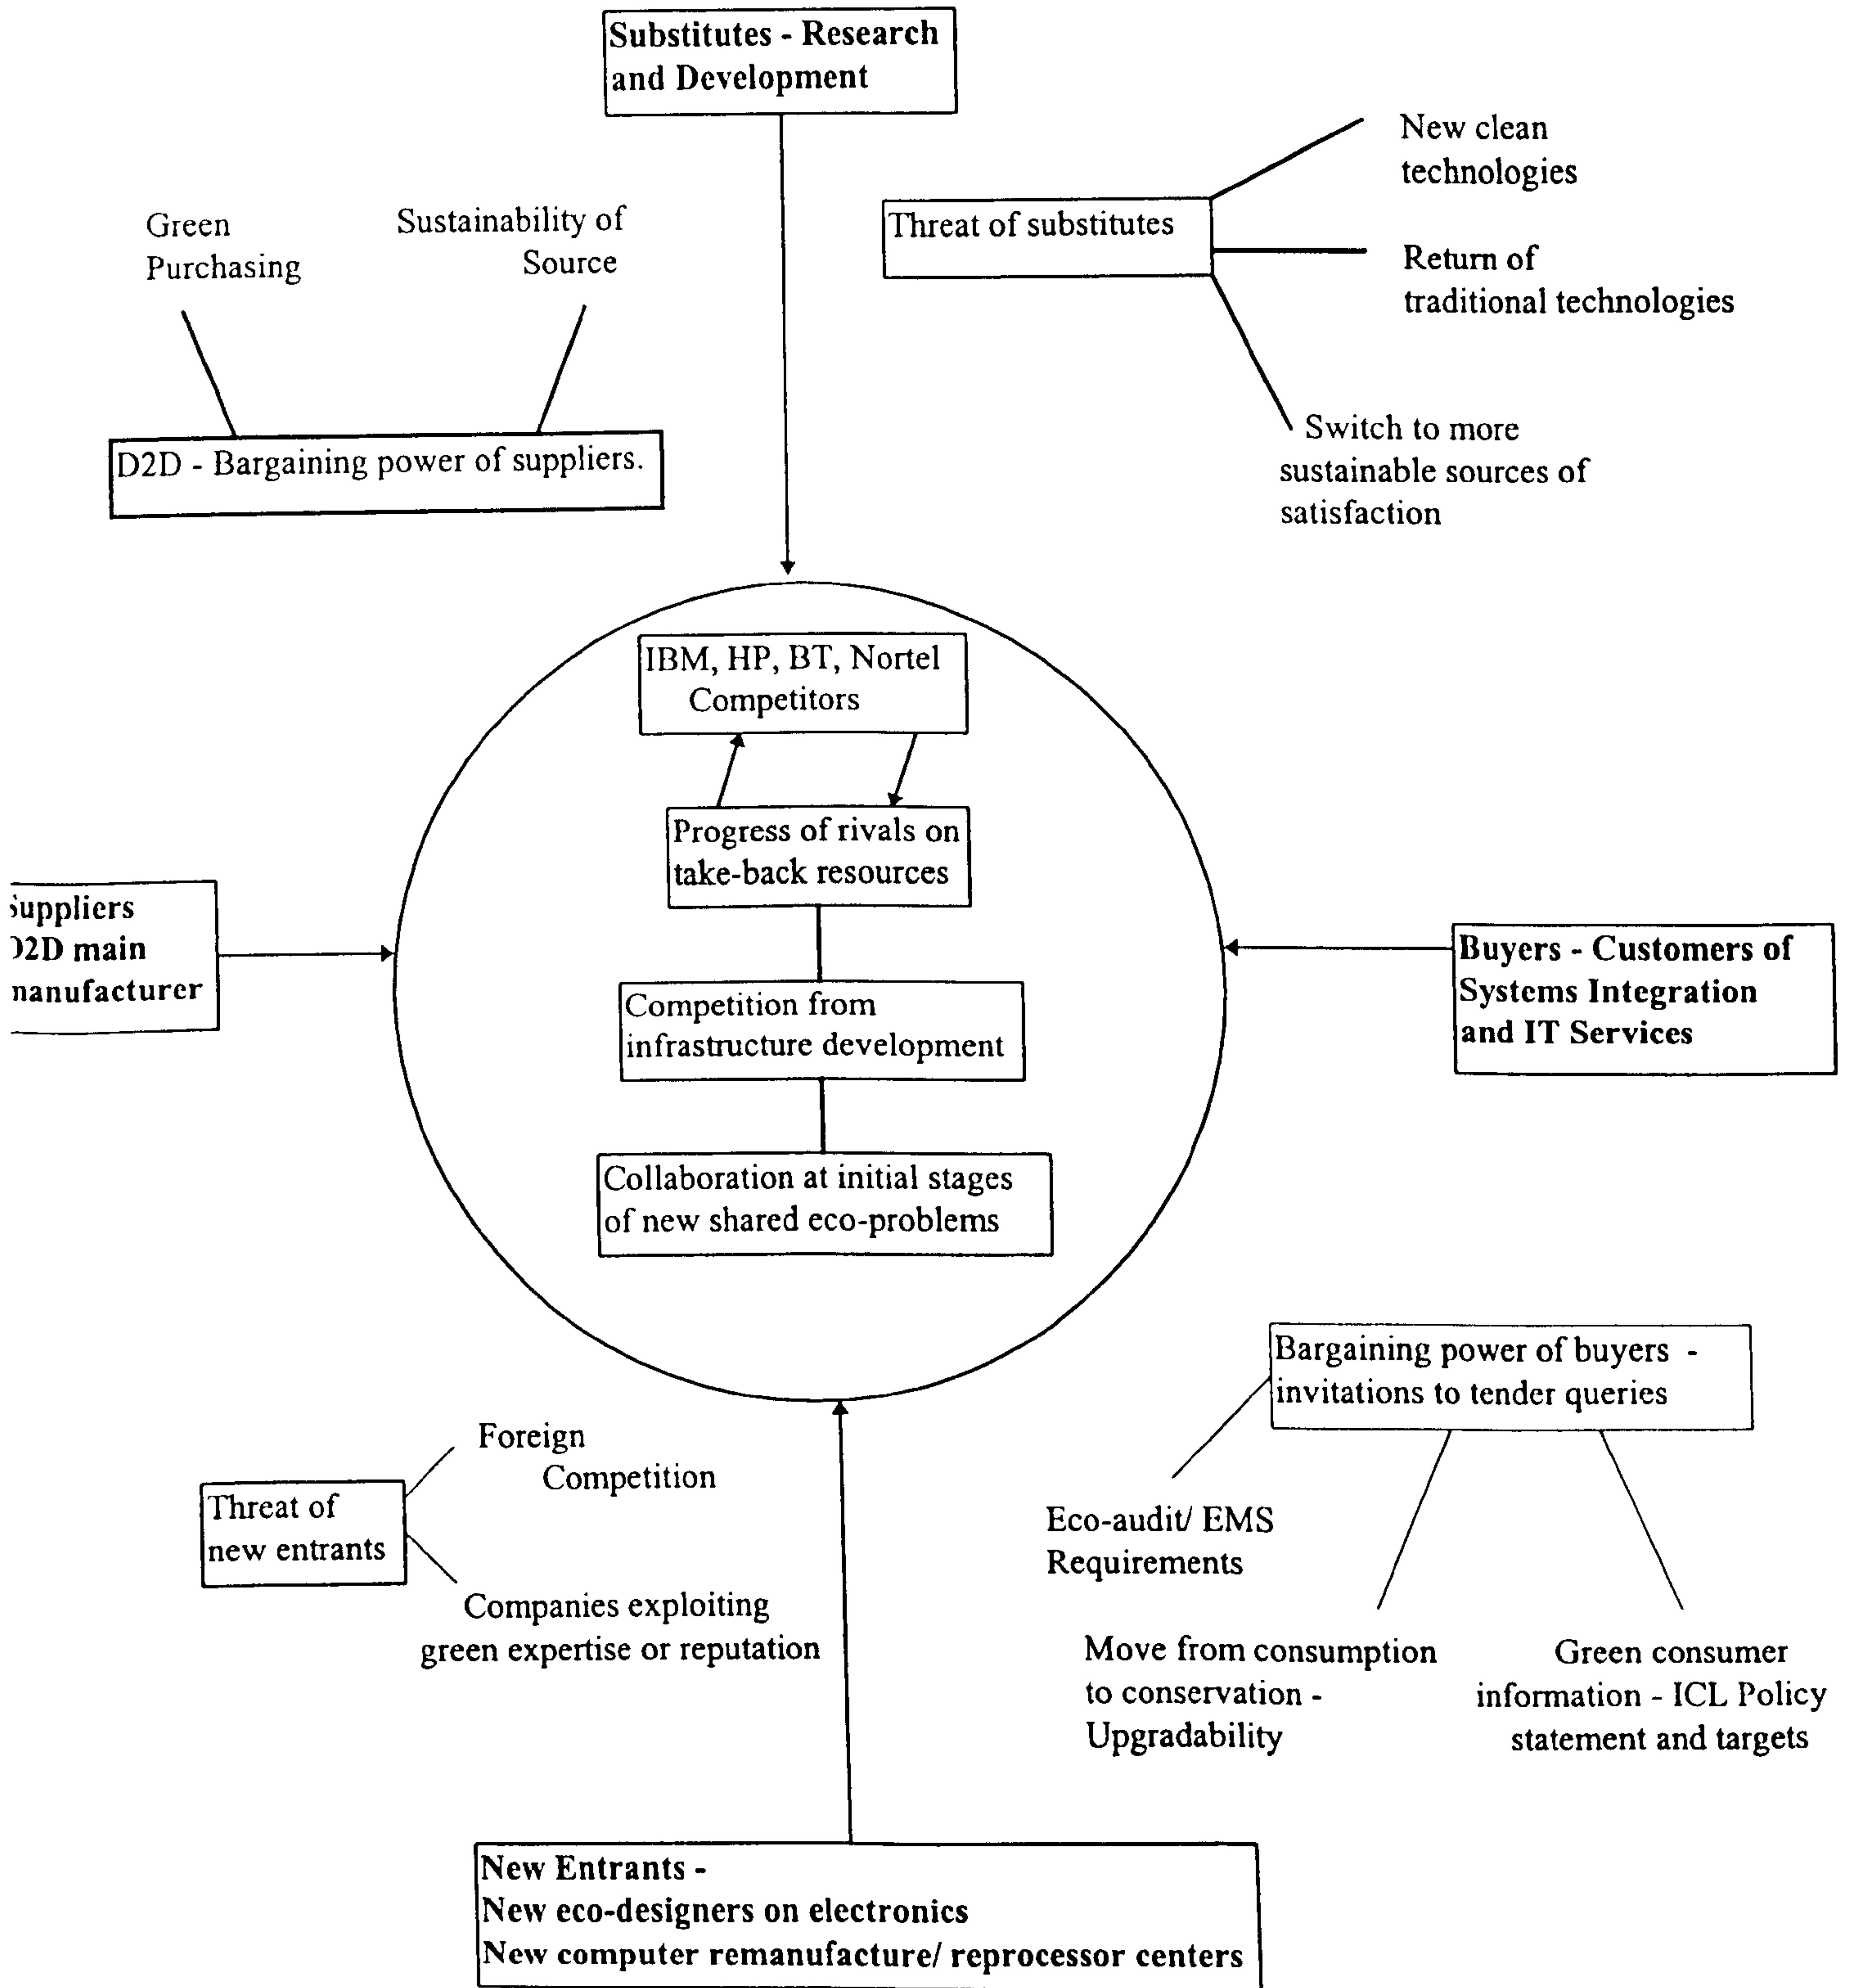 Substitutes - Research
and Development
New clean
technologies
Threat of substitutes
Return of
traditional technologies
Switch to more
sustainable sources of
satisfaction
Green
Purchasing
Sustainability of
Source
D2D - Bargaining power of suppliers.
IBM, HP, BT, Nortel
Competitors
Progress of rivals on
take-back resources
Competition from
infrastructure development
Collaboration at initial stages
of new shared eco-problems
uppliers
2D main
anufacturer
Buyers - Customers of
Systems Integration
and IT Services
Bargaining power of buyers -
invitations to tender queries
Eco-audit/ EMS
Requirements
Move from consumption
to conservation -
Upgradability
Green consumer
information - ICL Policy
statement and targets
Foreign
Competition
Threat of
new entrants
Companies exploiting
green expertise or reputation
New Entrants -
New eco-designers on electronics
New computer remanufacture/ reprocessor centers